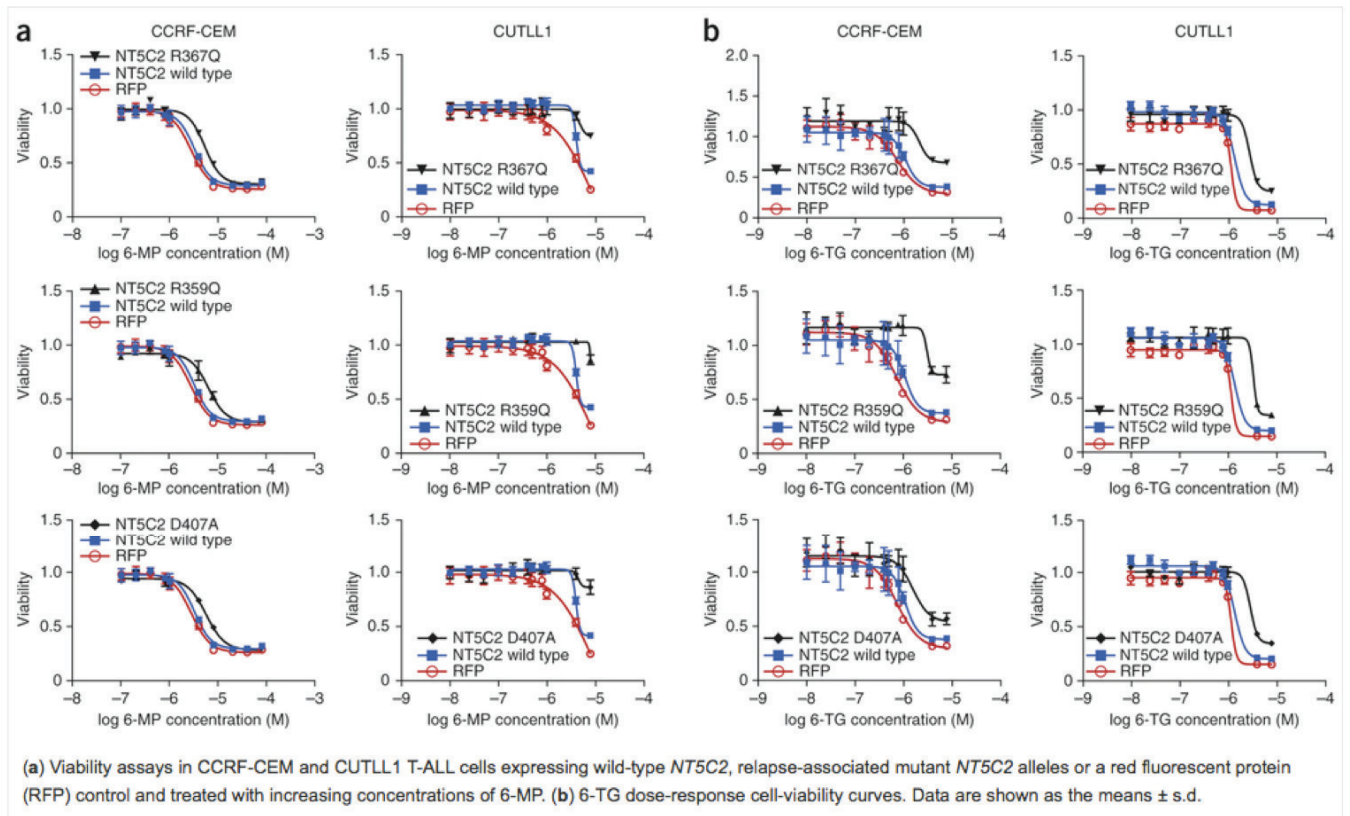 a
CCRF-CEM
CUTLL1
b
CCRF-CEM
CUTLL1
1.5
1.0
0.5
0
Viability
NT5C2 R367Q
NT5C2 wild type
RFP
–8 –7 –6 –5 –4 –3
log 6-MP concentration (M)
1.5
1.0
0.5
0
Viability
NT5C2 R367Q
NT5C2 wild type
RFP
–9 –8 –7 –6 –5 –4
log 6-MP concentration (M)
2.0
1.5
1.0
0.5
0
Viability
NT5C2 R367Q
NT5C2 wild type
RFP
–9 –8 –7 –6 –5 –4
log 6-TG concentration (M)
1.5
1.0
0.5
0
Viability
NT5C2 R367Q
NT5C2 wild type
RFP
–9 –8 –7 –6 –5 –4
log 6-TG concentration (M)
1.5
1.0
0.5
0
Viability
NT5C2 R359Q
NT5C2 wild type
RFP
–8 –7 –6 –5 –4 –3
log 6-MP concentration (M)
1.5
1.0
0.5
0
Viability
NT5C2 R359Q
NT5C2 wild type
RFP
–9 –8 –7 –6 –5 –4
log 6-MP concentration (M)
1.5
1.0
0.5
0
Viability
NT5C2 R359Q
NT5C2 wild type
RFP
–9 –8 –7 –6 –5 –4
log 6-TG concentration (M)
1.5
1.0
0.5
0
Viability
NT5C2 R359Q
NT5C2 wild type
RFP
–9 –8 –7 –6 –5 –4
log 6-TG concentration (M)
1.5
1.0
0.5
0
Viability
NT5C2 D407A
NT5C2 wild type
RFP
–8 –7 –6 –5 –4 –3
log 6-MP concentration (M)
1.5
1.0
0.5
0
Viability
NT5C2 D407A
NT5C2 wild type
RFP
–9 –8 –7 –6 –5 –4
log 6-MP concentration (M)
1.5
1.0
0.5
0
Viability
NT5C2 D407A
NT5C2 wild type
RFP
–9 –8 –7 –6 –5 –4
log 6-TG concentration (M)
1.5
1.0
0.5
0
Viability
NT5C2 D407A
NT5C2 wild type
RFP
–9 –8 –7 –6 –5 –4
log 6-TG concentration (M)
(a) Viability assays in CCRF-CEM and CUTLL1 T-ALL cells expressing wild-type NT5C2, relapse-associated mutant NT5C2 alleles or a red fluorescent protein
(RFP) control and treated with increasing concentrations of 6-MP. (b) 6-TG dose-response cell-viability curves. Data are shown as the means ± s.d.